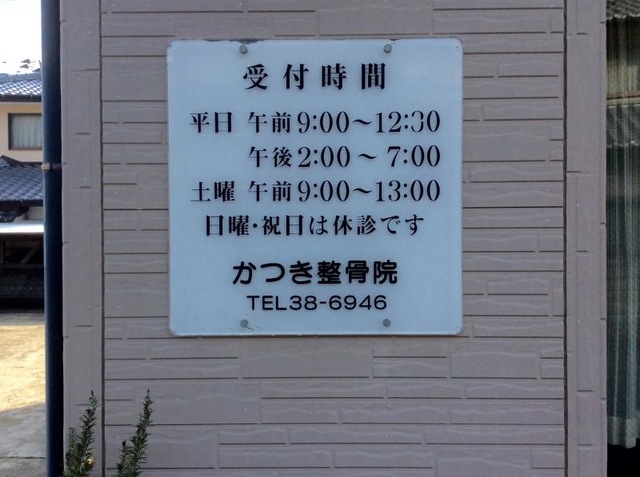 受付時間
平日 午前9:00〜12:30
午後2:00〜7:00
土曜 午前9:00〜13:00
日曜・祝日は休診です
かつき整骨院
TEL38-6946